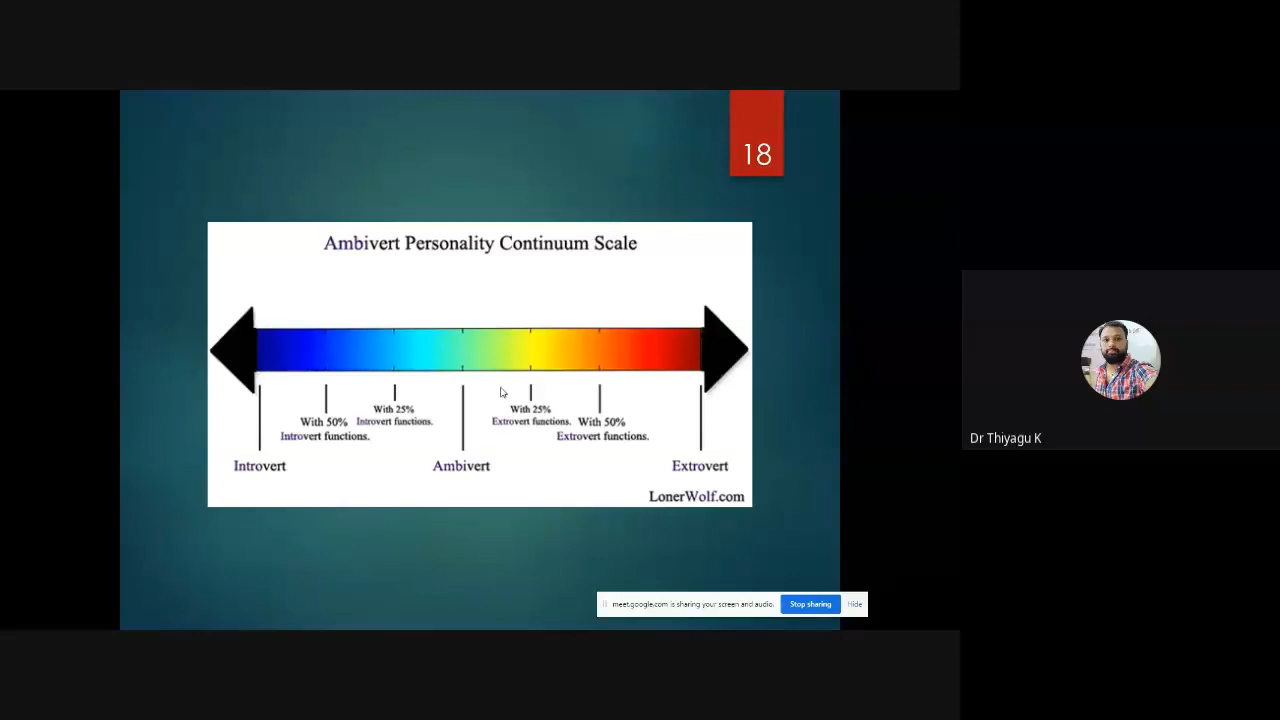 18
Ambivert Personality Continuum Scale
With 25%
Introvert functions.
With 50%
Introvert functions.
With 25%
Extrovert functions.
With 50%
Extrovert functions.
Introvert
Ambivert
Extrovert
LonerWolf.com
Dr Thiyagu K
meet.google.com is sharing your screen and audio. Stop sharing Hide